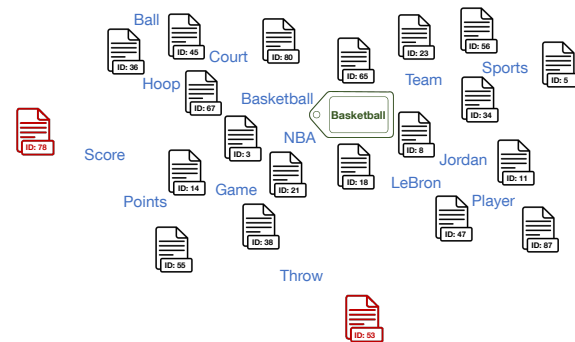 Ball
ID: 45
ID: 36
Court
ID: 80
ID: 23
ID: 56
Sports
ID: 5
ID: 65
Team
Hoop
ID: 67
Basketball
Basketball
ID: 34
ID: 78
Score
ID: 3
NBA
ID: 8
Jordan
ID: 11
ID: 14
Game
ID: 21
ID: 18
LeBron
Points
Player
ID: 47
ID: 87
ID: 38
ID: 55
Throw
ID: 53